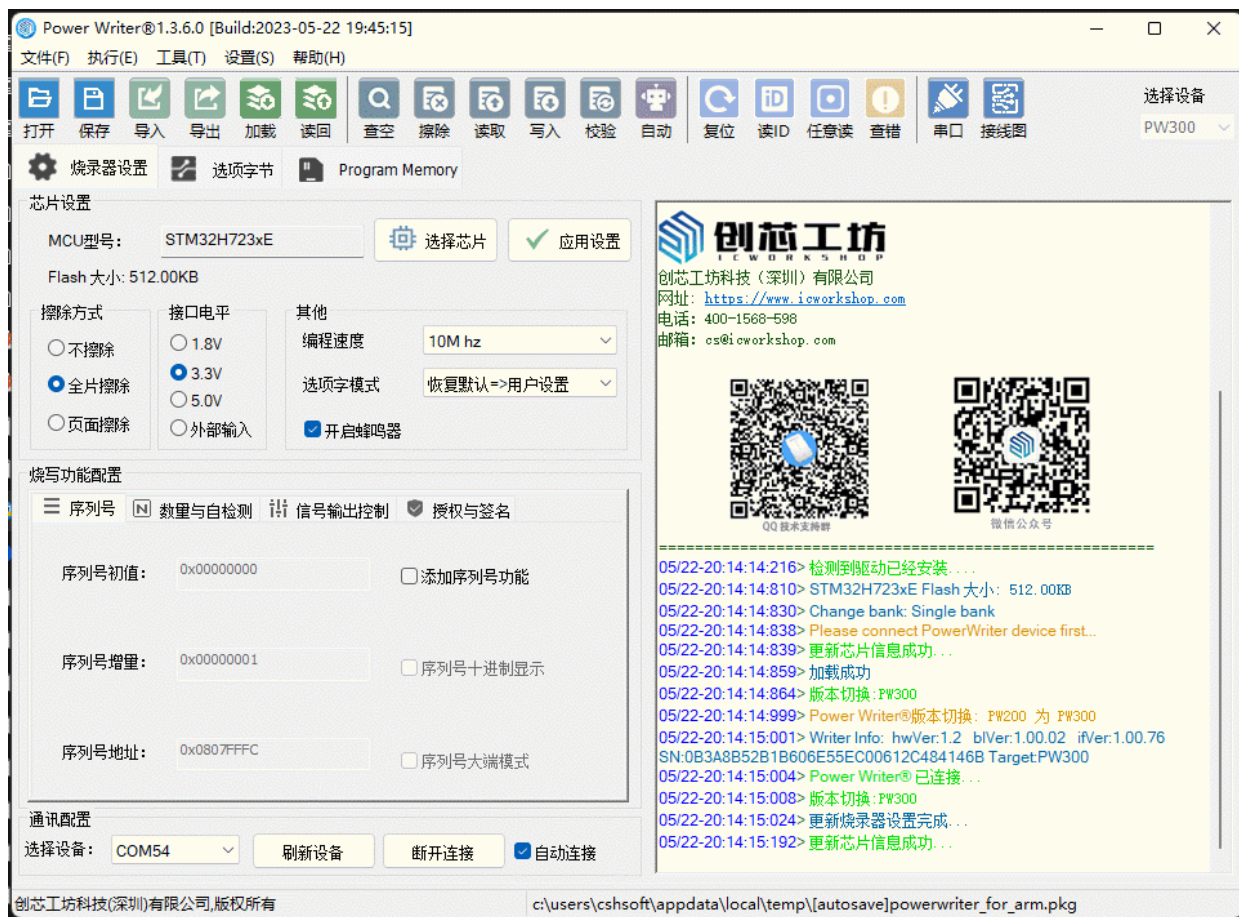 Power Writer®1.3.6.0 [Build:2023-05-22 19:45:15]
文件(F) 执行(E) 工具(T) 设置(S) 帮助(H)
打开 保存 导入 导出 加载 读回 查空 擦除 读取 写入 校验 自动 复位 读ID 任意读 查错 串口 接线图
选择设备
PW300
烧录器设置 选项字节 Program Memory
芯片设置
MCU型号: STM32H723xE 选择芯片 应用设置
Flash 大小: 512.00KB
擦除方式
不擦除
全片擦除
页面擦除
接口电平
1.8V
3.3V
5.0V
外部输入
其他
编程速度 10M hz
选项字模式 恢复默认=>用户设置
开启蜂鸣器
烧写功能配置
序列号 数量与自检测 信号输出控制 授权与签名
序列号初值: 0x00000000 添加序列号功能
序列号增量: 0x00000001 序列号十进制显示
序列号地址: 0x0807FFFC 序列号大端模式
通讯配置
选择设备: COM54 刷新设备 断开连接 自动连接
创芯工坊
ICWORKSHOP
创芯工坊科技（深圳）有限公司
网址: https://www.icworkshop.com
电话: 400-1568-598
邮箱: cs@icworkshop.com
QQ技术支持群 微信公众号
=======================================================
05/22-20:14:14:216> 检测到驱动已经安装....
05/22-20:14:14:810> STM32H723xE Flash 大小: 512.00KB
05/22-20:14:14:830> Change bank: Single bank
05/22-20:14:14:838> Please connect PowerWriter device first...
05/22-20:14:14:839> 更新芯片信息成功...
05/22-20:14:14:859> 加载成功
05/22-20:14:14:864> 版本切换:PW300
05/22-20:14:14:999> Power Writer®版本切换: PW200 为 PW300
05/22-20:14:15:001> Writer Info: hwVer:1.2 blVer:1.00.02 ifVer:1.00.76
SN:0B3A8B52B1B606E55EC00612C484146B Target:PW300
05/22-20:14:15:004> Power Writer® 已连接...
05/22-20:14:15:008> 版本切换:PW300
05/22-20:14:15:024> 更新烧录器设置完成...
05/22-20:14:15:192> 更新芯片信息成功...
创芯工坊科技(深圳)有限公司,版权所有
c:\users\cshsoft\appdata\local\temp\[autosave]powerwriter_for_arm.pkg